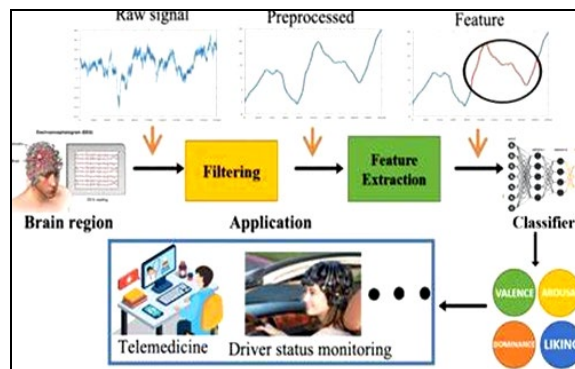 Raw signal
Preprocessed
Feature
Filtering
Feature
Extraction
Brain region
Application
Classifier
VALENCE
AROUSAL
DOMINANCE
LIKING
Telemedicine
Driver status monitoring